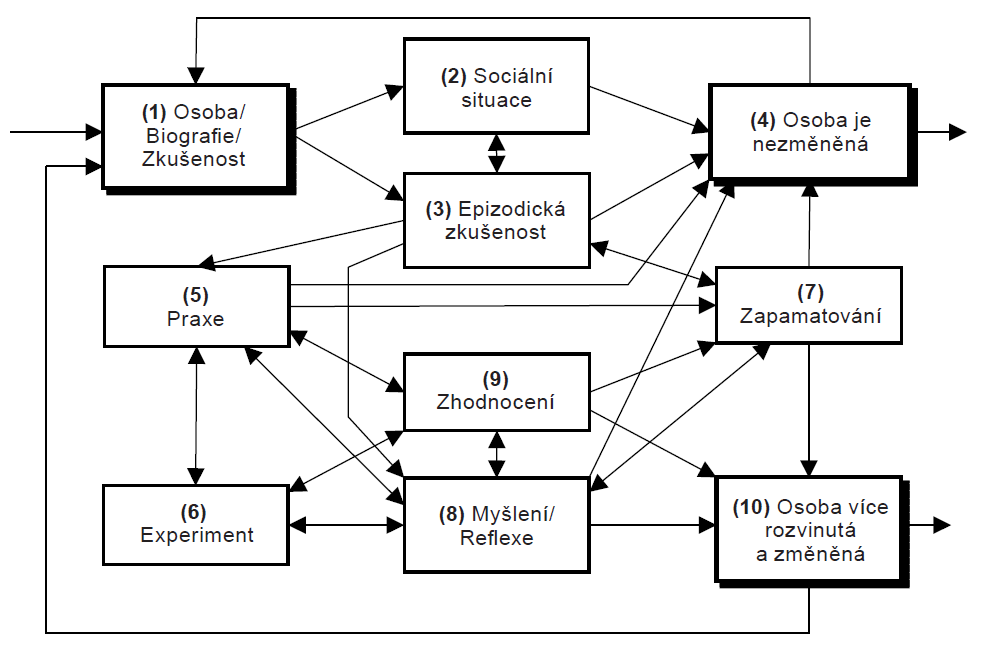 (1) Osoba/
Biografie/
Zkušenost
(2) Sociální
situace
(3) Epizodická
zkušenost
(4) Osoba je
nezměněná
(5)
Praxe
(6)
Experiment
(7)
Zapamatování
(8) Myšlení/
Reflexe
(9)
Zhodnocení
(10) Osoba více
rozvinutá
a změněná